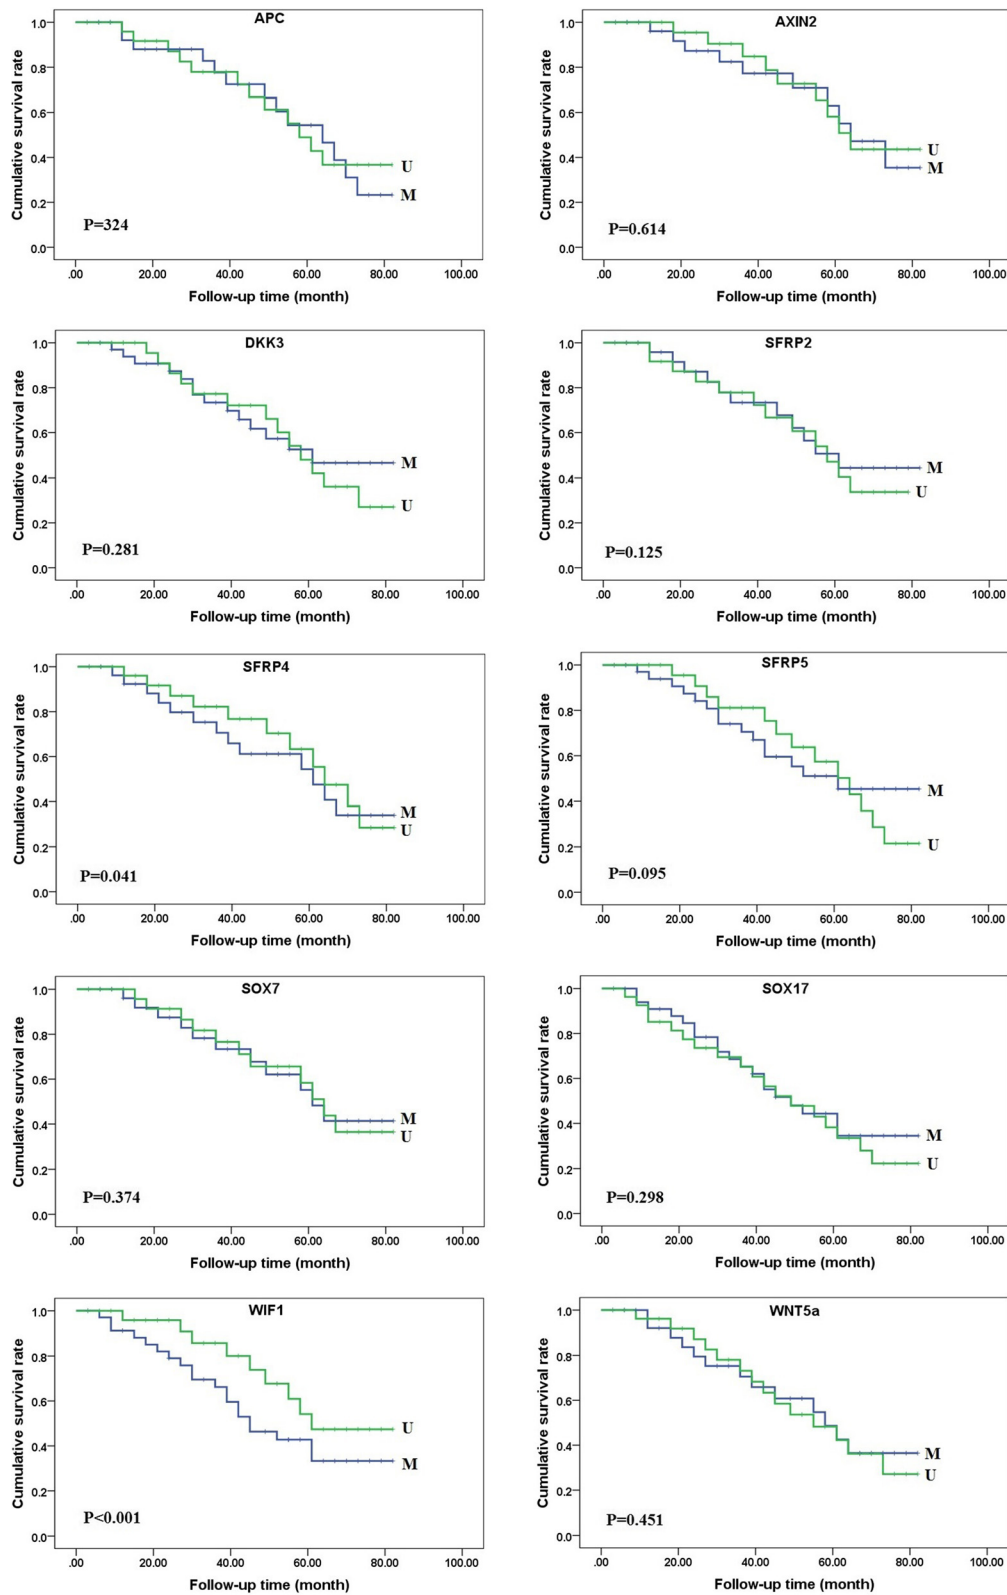 APC
Cumulative survival rate
1.0
0.8
0.6
0.4
0.2
0.0
U
M
P=324
.00 20.00 40.00 60.00 80.00 100.00
Follow-up time (month)
AXIN2
Cumulative survival rate
1.0
0.8
0.6
0.4
0.2
0.0
U
M
P=0.614
.00 20.00 40.00 60.00 80.00 100.00
Follow-up time (month)
DKK3
Cumulative survival rate
1.0
0.8
0.6
0.4
0.2
0.0
M
U
P=0.281
.00 20.00 40.00 60.00 80.00 100.00
Follow-up time (month)
SFRP2
Cumulative survival rate
1.0
0.8
0.6
0.4
0.2
0.0
M
U
P=0.125
.00 20.00 40.00 60.00 80.00 100.00
Follow-up time (month)
SFRP4
Cumulative survival rate
1.0
0.8
0.6
0.4
0.2
0.0
M
U
P=0.041
.00 20.00 40.00 60.00 80.00 100.00
Follow-up time (month)
SFRP5
Cumulative survival rate
1.0
0.8
0.6
0.4
0.2
0.0
M
U
P=0.095
.00 20.00 40.00 60.00 80.00 100.00
Follow-up time (month)
SOX7
Cumulative survival rate
1.0
0.8
0.6
0.4
0.2
0.0
M
U
P=0.374
.00 20.00 40.00 60.00 80.00 100.00
Follow-up time (month)
SOX17
Cumulative survival rate
1.0
0.8
0.6
0.4
0.2
0.0
M
U
P=0.298
.00 20.00 40.00 60.00 80.00 100.00
Follow-up time (month)
WIF1
Cumulative survival rate
1.0
0.8
0.6
0.4
0.2
0.0
U
M
P<0.001
.00 20.00 40.00 60.00 80.00 100.00
Follow-up time (month)
WNT5a
Cumulative survival rate
1.0
0.8
0.6
0.4
0.2
0.0
M
U
P=0.451
.00 20.00 40.00 60.00 80.00 100.00
Follow-up time (month)